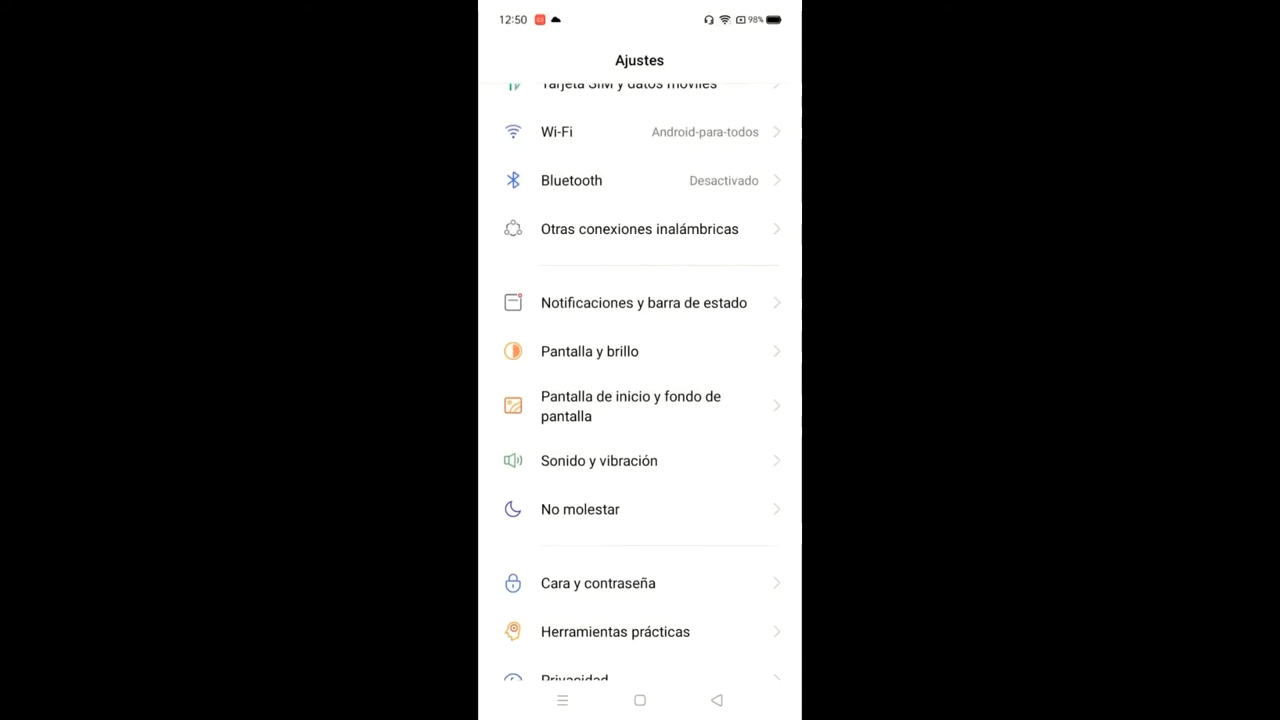 12:50
98%
Ajustes
Tarjeta SIM y datos móviles
Wi-Fi Android-para-todos
Bluetooth Desactivado
Otras conexiones inalámbricas
Notificaciones y barra de estado
Pantalla y brillo
Pantalla de inicio y fondo de
pantalla
Sonido y vibración
No molestar
Cara y contraseña
Herramientas prácticas
Privacidad